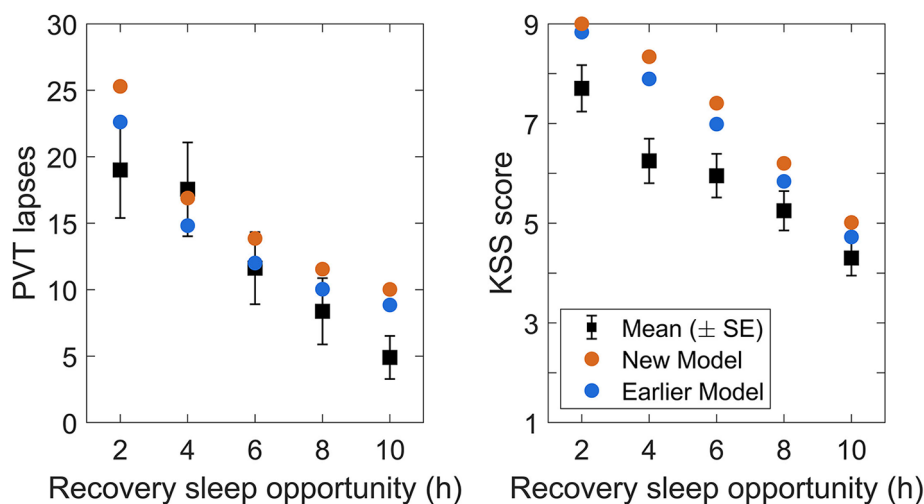 PVT lapses
30
25
20
15
10
5
0
2 4 6 8 10
Recovery sleep opportunity (h)
KSS score
9
7
5
3
1
Mean (± SE)
New Model
Earlier Model
2 4 6 8 10
Recovery sleep opportunity (h)